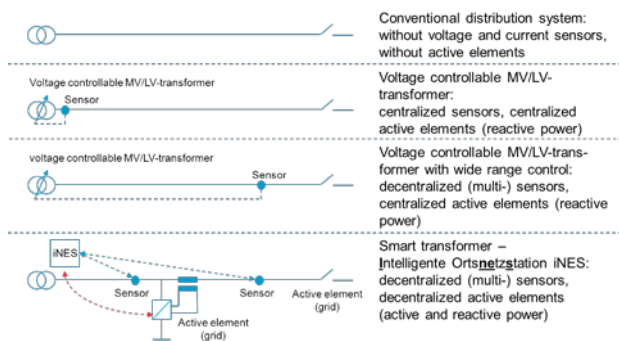 Conventional distribution system:
without voltage and current sensors,
without active elements
Voltage controllable MV/LV-transformer
Sensor
Voltage controllable MV/LV-
transformer:
centralized sensors, centralized
active elements (reactive power)
voltage controllable MV/LV-transformer
Sensor
Voltage controllable MV/LV-trans-
former with wide range control:
decentralized (multi-) sensors,
centralized active elements (reactive
power)
iNES
Sensor
Sensor
Active element
(grid)
Active element
(grid)
Smart transformer –
Intelligente Ortsnetzstation iNES:
decentralized (multi-) sensors,
decentralized active elements
(active and reactive power)